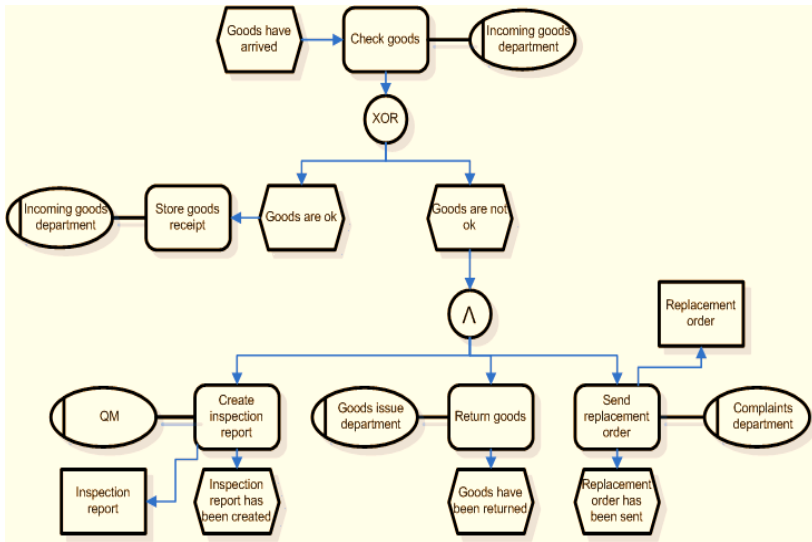 Goods have
arrived
Check goods
Incoming goods
department
XOR
Incoming goods
department
Store goods
receipt
Goods are ok
Goods are not
ok
Λ
Replacement
order
QM
Create
inspection
report
Goods issue
department
Return goods
Send
replacement
order
Complaints
department
Inspection
report
Inspection
report has
been created
Goods have
been returned
Replacement
order has
been sent